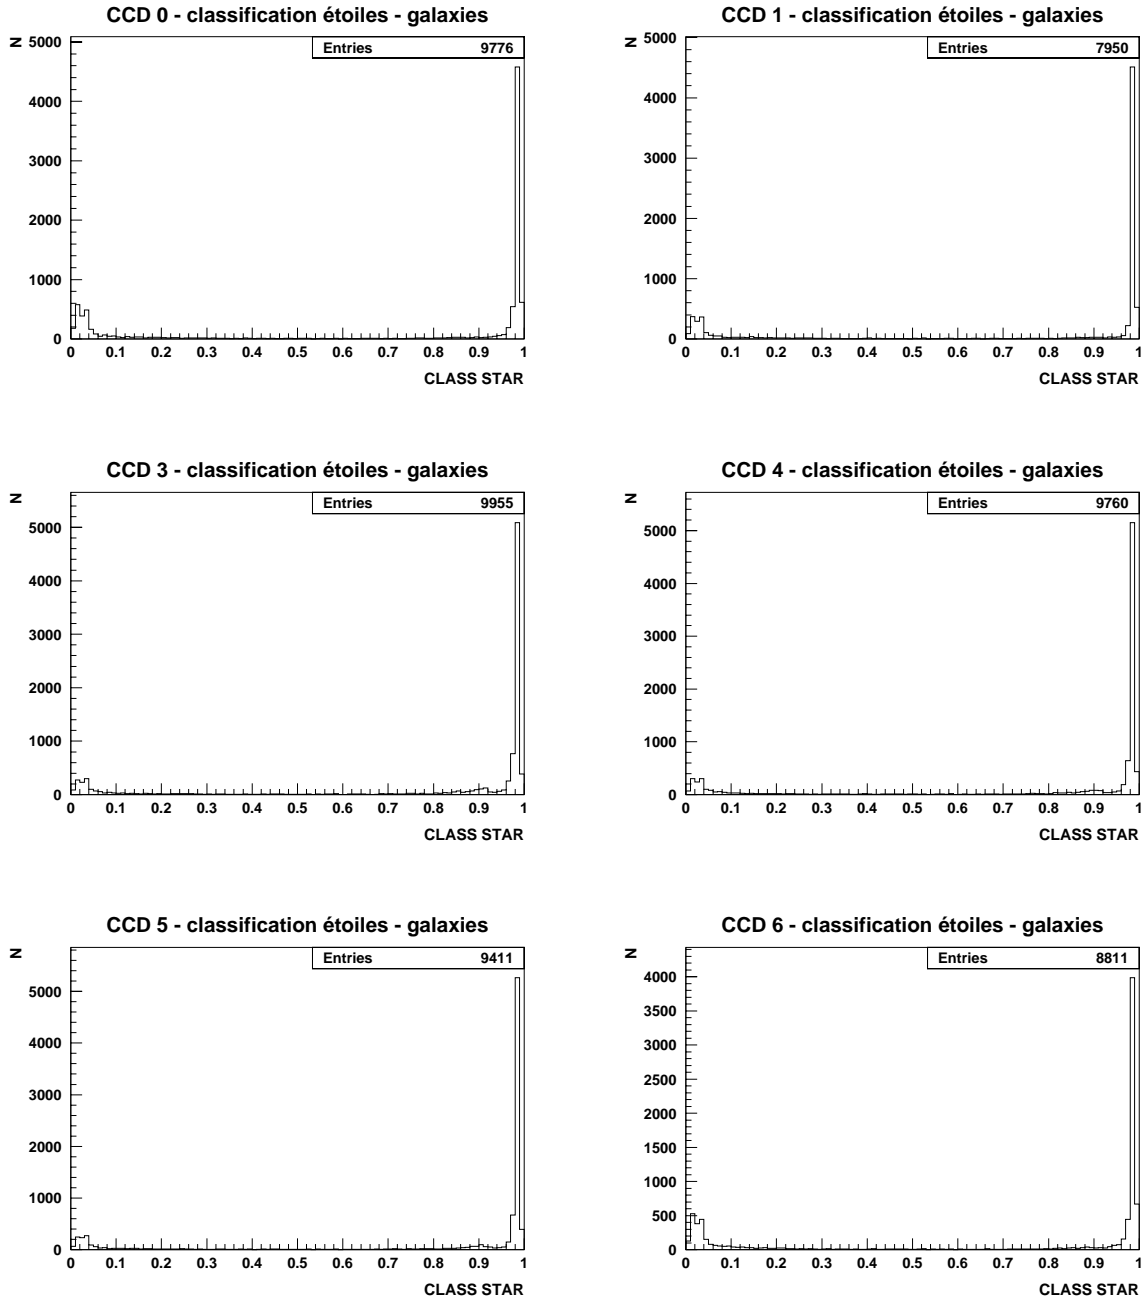 CCD 0 - classification étoiles - galaxies
N
Entries 9776
5000
4000
3000
2000
1000
0
0 0.1 0.2 0.3 0.4 0.5 0.6 0.7 0.8 0.9 1
CLASS STAR
CCD 1 - classification étoiles - galaxies
N
Entries 7950
5000
4000
3000
2000
1000
0
0 0.1 0.2 0.3 0.4 0.5 0.6 0.7 0.8 0.9 1
CLASS STAR
CCD 3 - classification étoiles - galaxies
N
Entries 9955
5000
4000
3000
2000
1000
0
0 0.1 0.2 0.3 0.4 0.5 0.6 0.7 0.8 0.9 1
CLASS STAR
CCD 4 - classification étoiles - galaxies
N
Entries 9760
5000
4000
3000
2000
1000
0
0 0.1 0.2 0.3 0.4 0.5 0.6 0.7 0.8 0.9 1
CLASS STAR
CCD 5 - classification étoiles - galaxies
N
Entries 9411
5000
4000
3000
2000
1000
0
0 0.1 0.2 0.3 0.4 0.5 0.6 0.7 0.8 0.9 1
CLASS STAR
CCD 6 - classification étoiles - galaxies
N
Entries 8811
4000
3500
3000
2500
2000
1500
1000
500
0
0 0.1 0.2 0.3 0.4 0.5 0.6 0.7 0.8 0.9 1
CLASS STAR